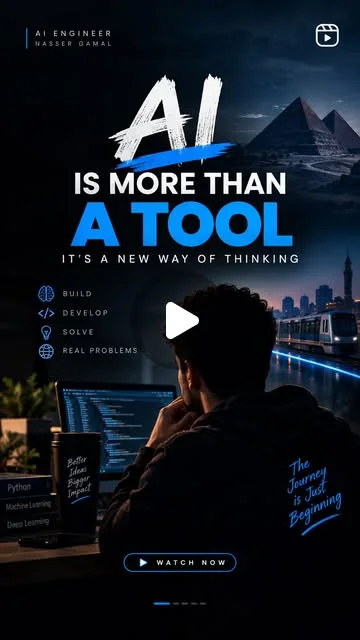 AI ENGINEER
NASSER GAMAL
AI
IS MORE THAN
A TOOL
IT'S A NEW WAY OF THINKING
BUILD
</> DEVELOP
SOLVE
REAL PROBLEMS
Better
Ideas
Bigger
Impact
Python
Machine Learning
Deep Learning
The
Journey
is Just
Beginning
WATCH NOW